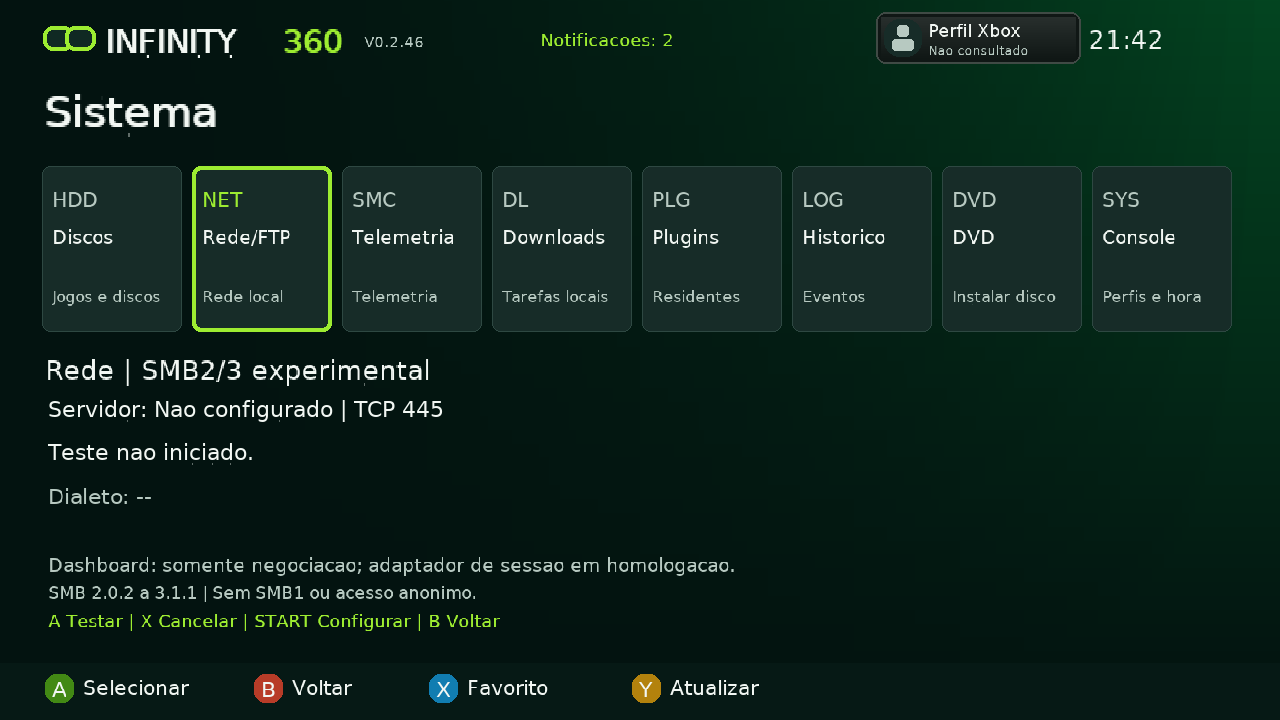 INFINITY 360 V0.2.46 Notificacoes: 2 Perfil Xbox 21:42
Nao consultado
Sistema
HDD NET SMC DL PLG LOG DVD SYS
Discos Rede/FTP Telemetria Downloads Plugins Historico DVD Console
Jogos e discos Rede local Telemetria Tarefas locais Residentes Eventos Instalar disco Perfis e hora
Rede | SMB2/3 experimental
Servidor: Nao configurado | TCP 445
Teste nao iniciado.
Dialeto: --
Dashboard: somente negociacao; adaptador de sessao em homologacao.
SMB 2.0.2 a 3.1.1 | Sem SMB1 ou acesso anonimo.
A Testar | X Cancelar | START Configurar | B Voltar
A Selecionar B Voltar X Favorito Y Atualizar